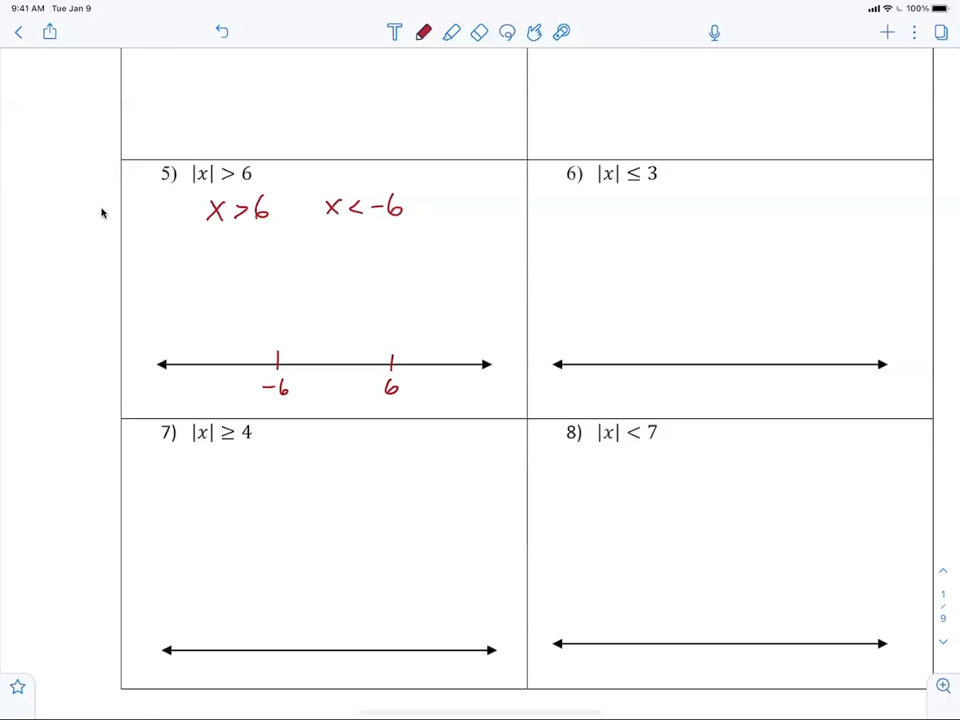 9:41 AM Tue Jan 9
100%
T
5) |x| > 6
x > 6 x < -6
-6 6
6) |x| ≤ 3
7) |x| ≥ 4
8) |x| < 7
1
/
9